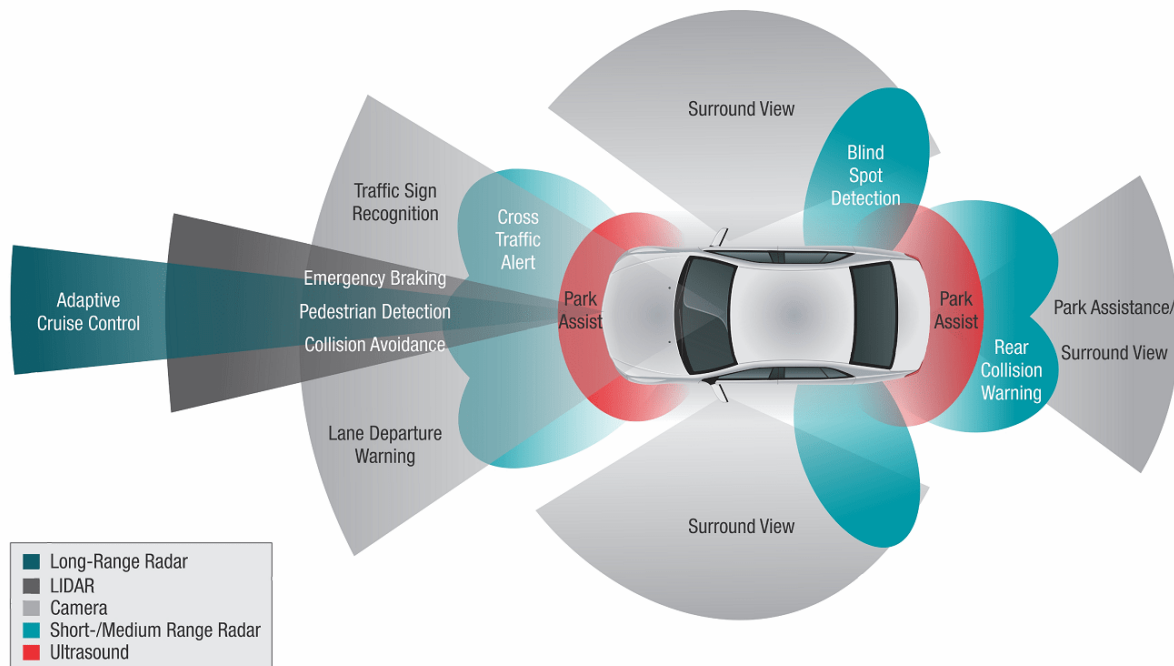 Surround View
Blind
Spot
Detection
Traffic Sign
Recognition
Cross
Traffic
Alert
Emergency Braking
Adaptive
Cruise Control
Pedestrian Detection
Collision Avoidance
Park
Assist
Park
Assist
Park Assistance/
Surround View
Rear
Collision
Warning
Lane Departure
Warning
Surround View
Long-Range Radar
LIDAR
Camera
Short-/Medium Range Radar
Ultrasound